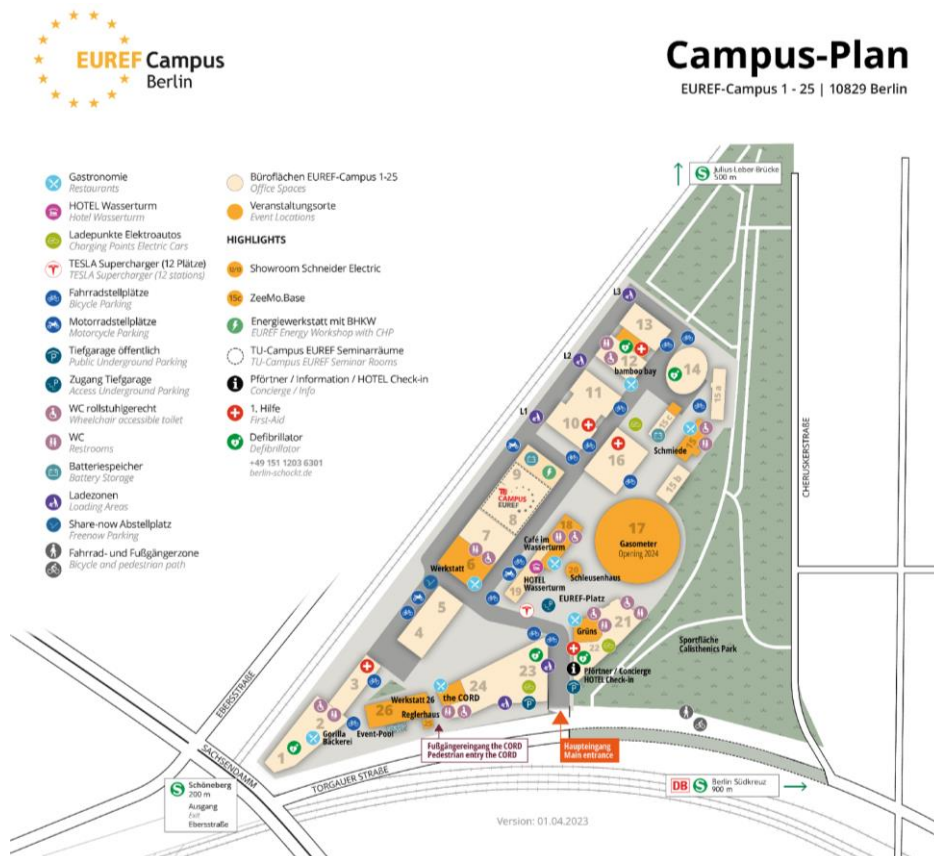 EUREF Campus
Berlin
Campus-Plan
EUREF-Campus 1 - 25 | 10829 Berlin
Gastronomie
Restaurants
HOTEL Wasserturm
Hotel Wasserturm
Ladepunkte Elektroautos
Charging Points Electric Cars
TESLA Supercharger (12 Plätze)
TESLA Supercharger (12 stations)
Fahrradstellplätze
Bicycle Parking
Motorradstellplätze
Motorcycle Parking
Tiefgarage öffentlich
Public Underground Parking
Zugang Tiefgarage
Access Underground Parking
WC rollstuhlgerecht
Wheelchair accessible toilet
WC
Restrooms
Batteriespeicher
Battery Storage
Ladezonen
Loading Areas
Share-now Abstellplatz
Freenow Parking
Fahrrad- und Fußgängerzone
Bicycle and pedestrian path
Büroflächen EUREF-Campus 1-25
Office Spaces
Veranstaltungsorte
Event Locations
HIGHLIGHTS
Showroom Schneider Electric
15c
ZeeMo.Base
Energiewerkstatt mit BHKW
EUREF Energy Workshop with CHP
TU-Campus EUREF Seminarräume
TU-Campus EUREF Seminar Rooms
Pförtner / Information / HOTEL Check-in
Concierge / Info
1. Hilfe
First-Aid
Defibrillator
Defibrillator
+49 151 1203 6301
berlin-schockt.de
S
Julius Leber Brücke
500 m
L3
13
12
bamboo bay
14
15 a
L2
11
10
15 c
15
Schmiede
L1
16
15 b
9
CAMPUS
EUREF
8
7
6
Werkstatt
17
Gasometer
Opening 2024
18
Café im
Wasserturm
HOTEL
Wasserturm
20
Schleusenhaus
19
EUREF-Platz
21
Grüns
22
Pförtner / Concierge
HOTEL Check-in
Sportfläche
Calisthenics Park
5
4
3
2
1
Gorilla
Bäckerei
23
24
the CORD
Werkstatt 26
26
Reglerhaus
25
Event-Pool
Fußgängereingang the CORD
Pedestrian entry the CORD
Haupteingang
Main entrance
CHERUSKERSTRAßE
EBERSSTRAßE
SACHSENDAMM
TORGAUER STRAßE
S
Schöneberg
200 m
Ausgang
Exit
Ebersstraße
DB
S
Berlin Südkreuz
900 m
Version: 01.04.2023